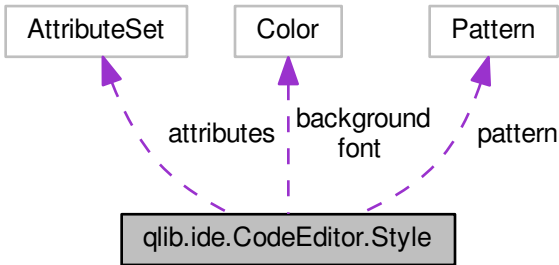 AttributeSet
Color
Pattern
attributes
background
font
pattern
qlib.ide.CodeEditor.Style